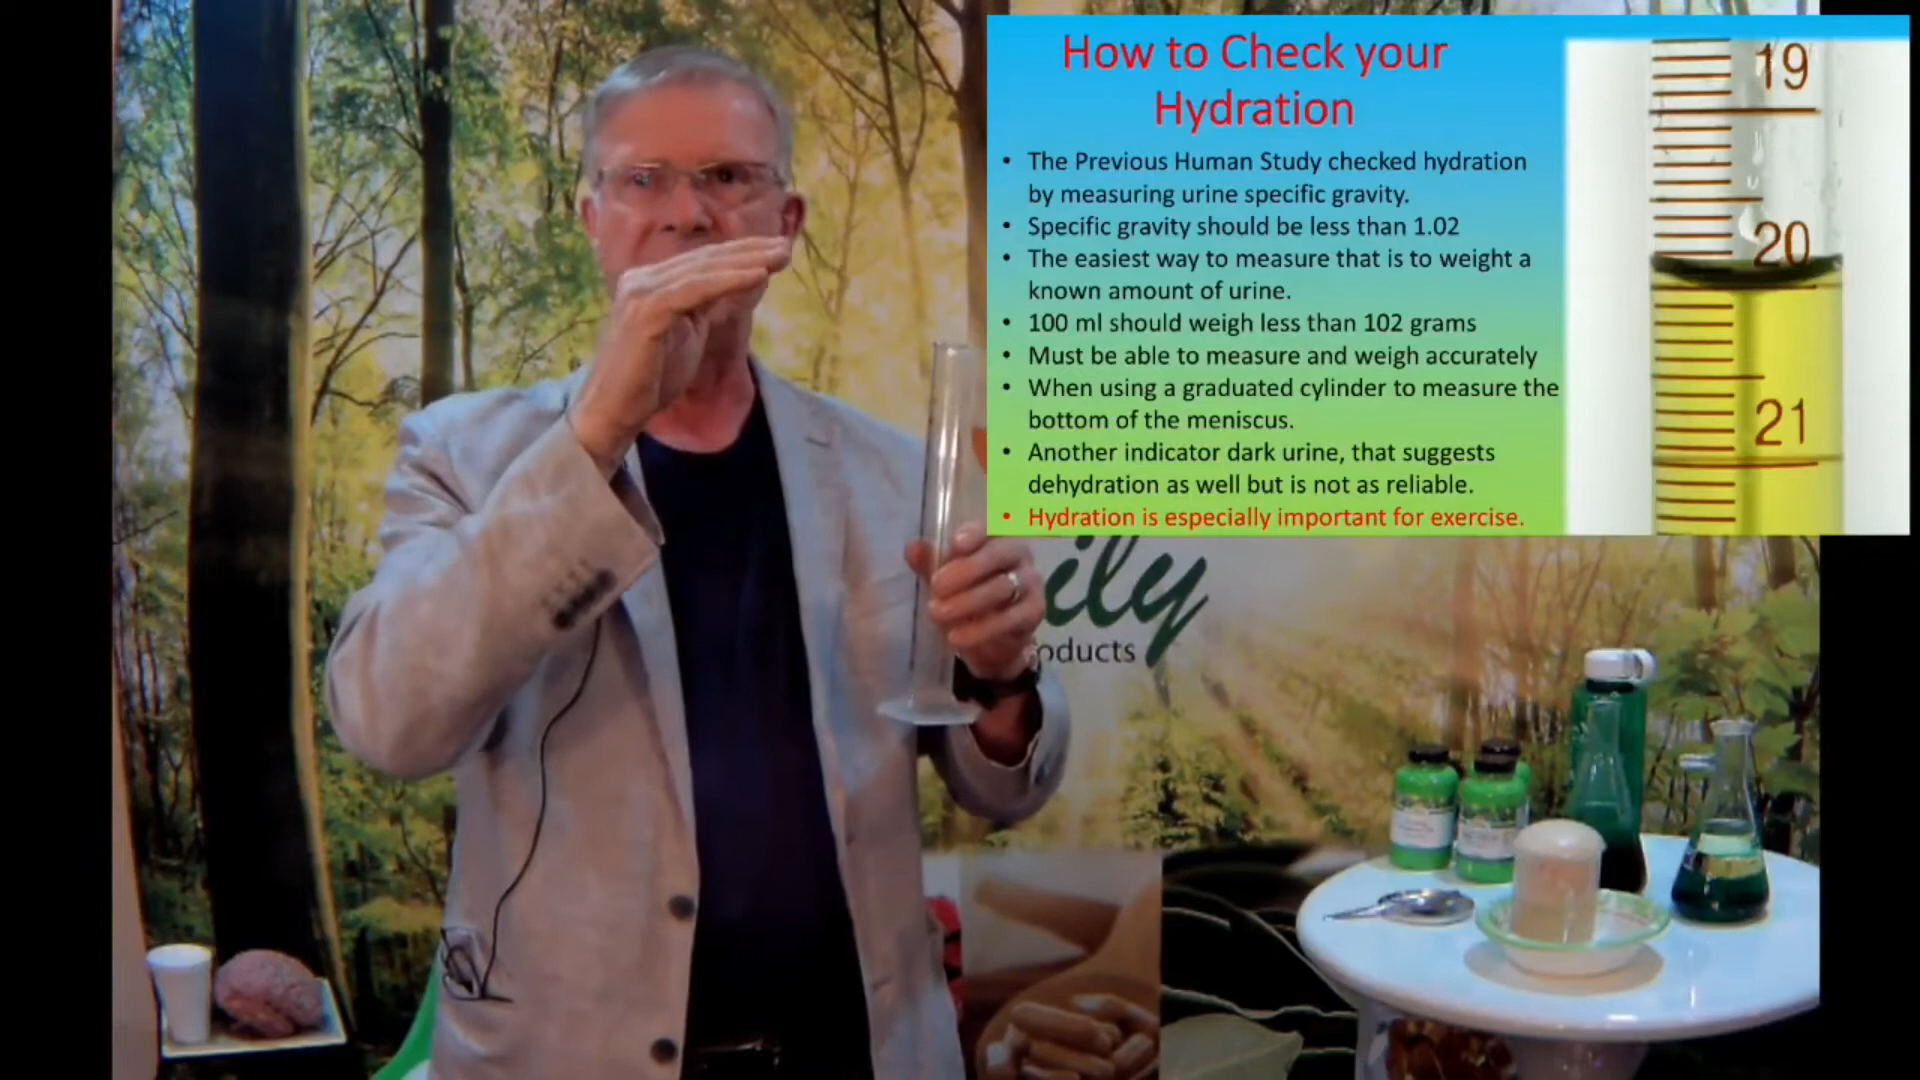 How to Check your
Hydration
• The Previous Human Study checked hydration
by measuring urine specific gravity.
• Specific gravity should be less than 1.02
• The easiest way to measure that is to weight a
known amount of urine.
• 100 ml should weigh less than 102 grams
• Must be able to measure and weigh accurately
• When using a graduated cylinder to measure the
bottom of the meniscus.
• Another indicator dark urine, that suggests
dehydration as well but is not as reliable.
• Hydration is especially important for exercise.
19
20
21
ily
oducts